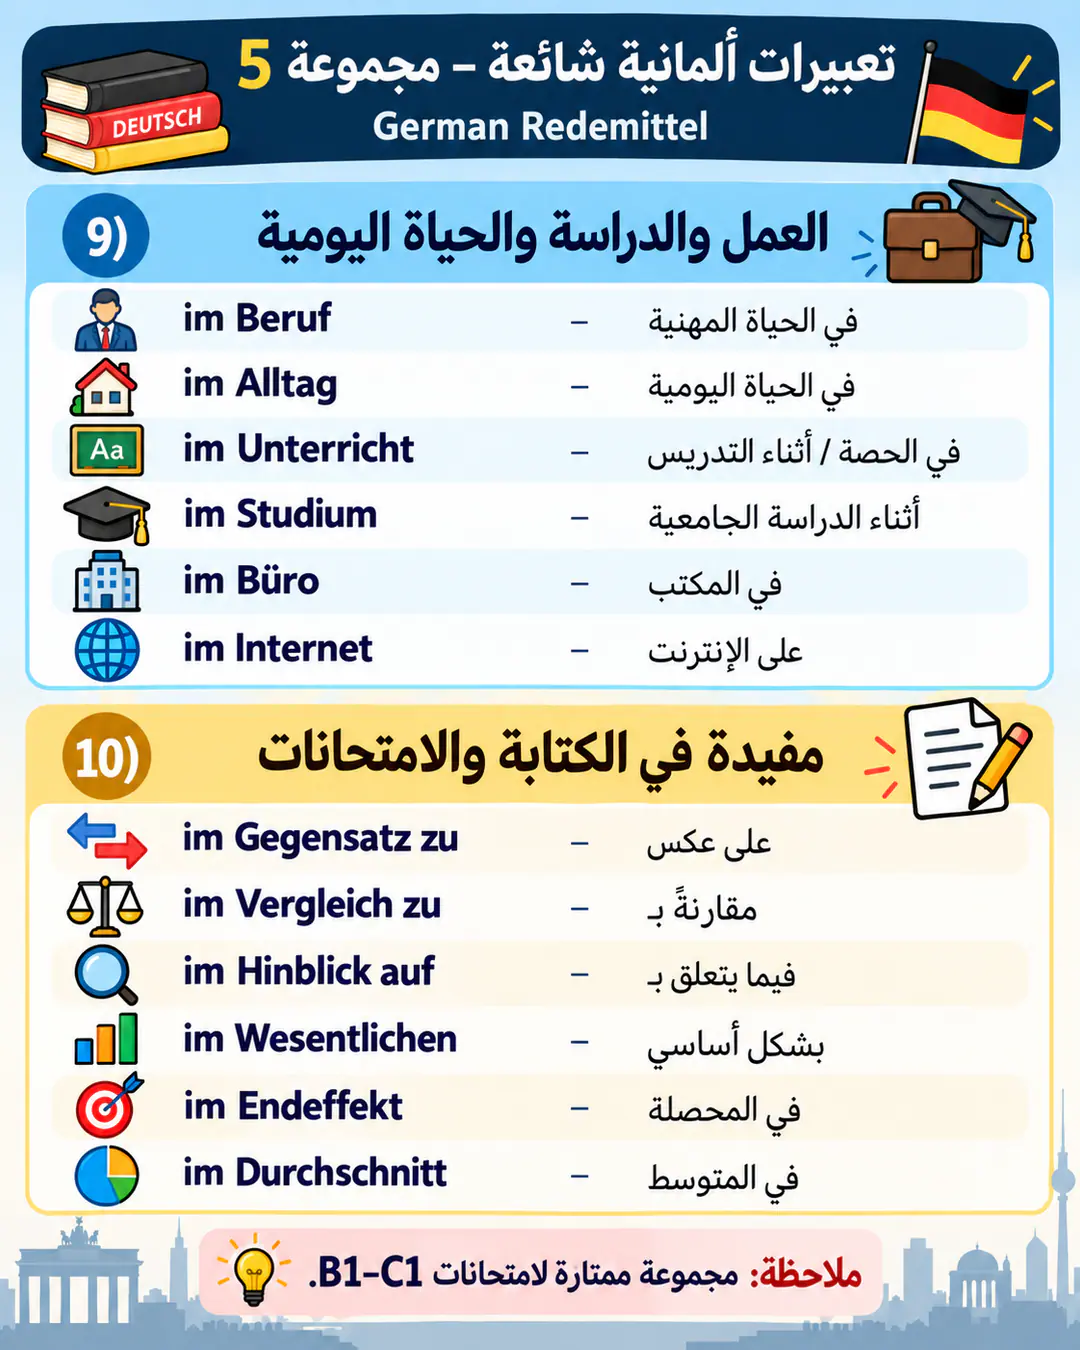 تعبيرات ألمانية شائعة – مجموعة 5
German Redemittel
DEUTSCH
9) العمل والدراسة والحياة اليومية
im Beruf – في الحياة المهنية
im Alltag – في الحياة اليومية
Aa
im Unterricht – في الحصة / أثناء التدريس
im Studium – أثناء الدراسة الجامعية
im Büro – في المكتب
im Internet – على الإنترنت
10) مفيدة في الكتابة والامتحانات
im Gegensatz zu – على عكس
im Vergleich zu – مقارنةً بـ
im Hinblick auf – فيما يتعلق بـ
im Wesentlichen – بشكل أساسي
im Endeffekt – في المحصلة
im Durchschnitt – في المتوسط
ملاحظة: مجموعة ممتازة لامتحانات B1–C1.